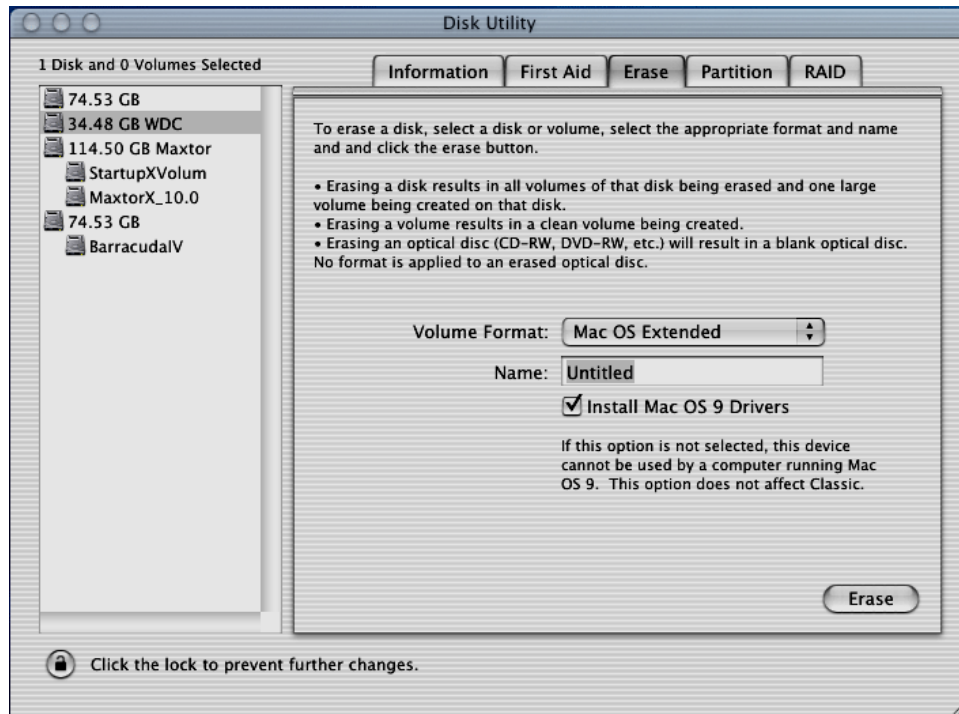 Disk Utility
1 Disk and 0 Volumes Selected
Information
First Aid
Erase
Partition
RAID
74.53 GB
34.48 GB WDC
114.50 GB Maxtor
StartupXVolum
MaxtorX_10.0
74.53 GB
BarracudaIV
To erase a disk, select a disk or volume, select the appropriate format and name
and and click the erase button.
• Erasing a disk results in all volumes of that disk being erased and one large
volume being created on that disk.
• Erasing a volume results in a clean volume being created.
• Erasing an optical disc (CD-RW, DVD-RW, etc.) will result in a blank optical disc.
No format is applied to an erased optical disc.
Volume Format: Mac OS Extended
Name: Untitled
Install Mac OS 9 Drivers
If this option is not selected, this device
cannot be used by a computer running Mac
OS 9. This option does not affect Classic.
Erase
Click the lock to prevent further changes.